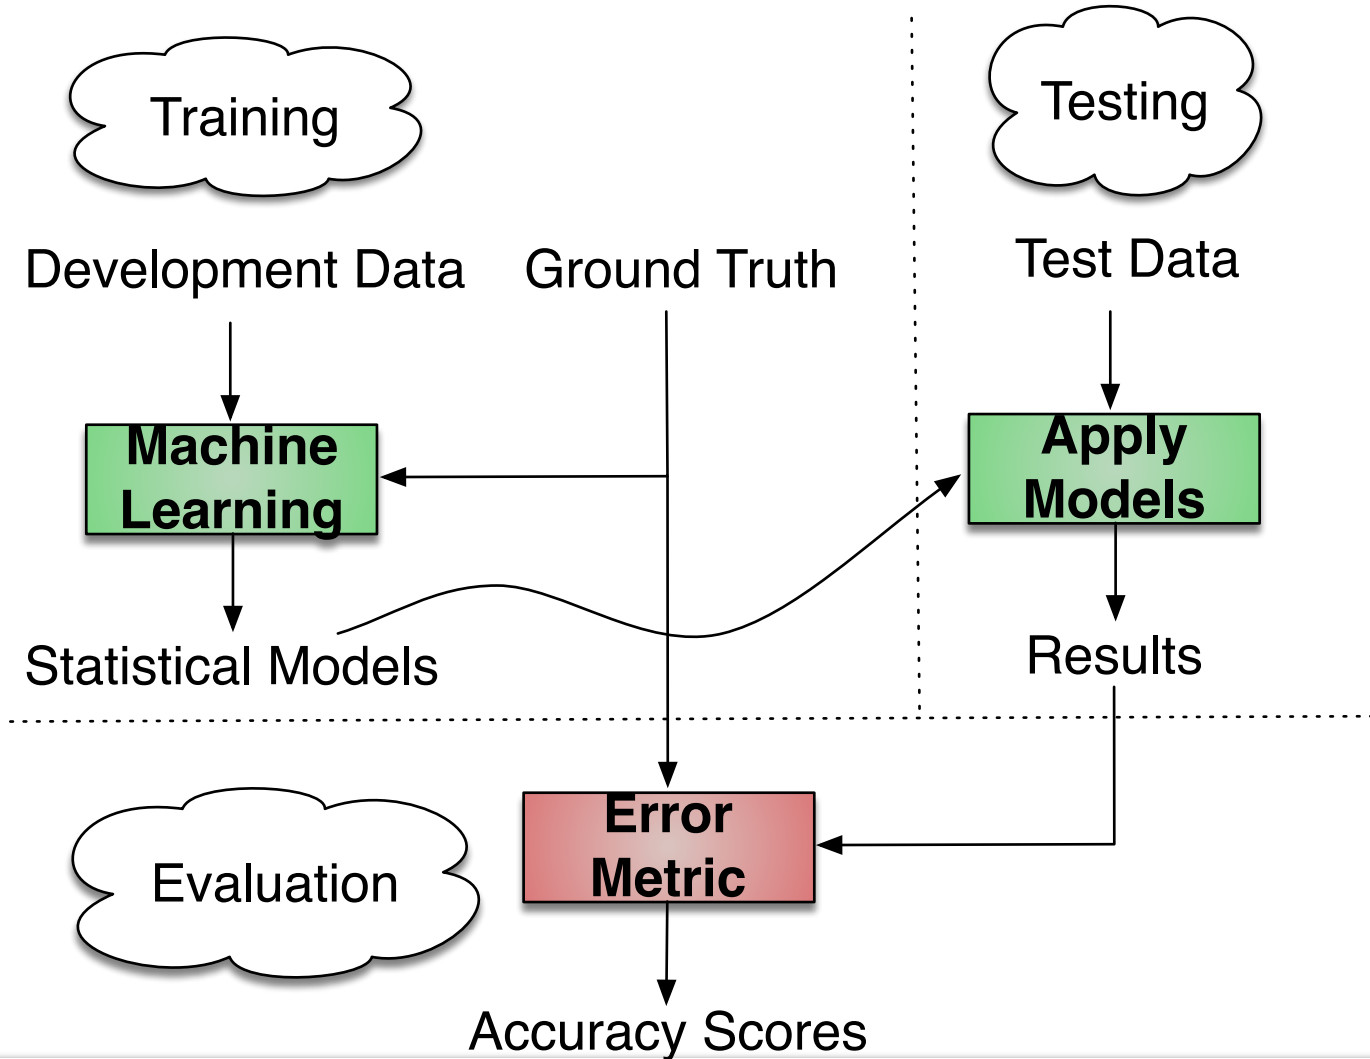 Training
Testing
Development Data
Ground Truth
Test Data
Machine
Learning
Apply
Models
Statistical Models
Results
Error
Metric
Evaluation
Accuracy Scores